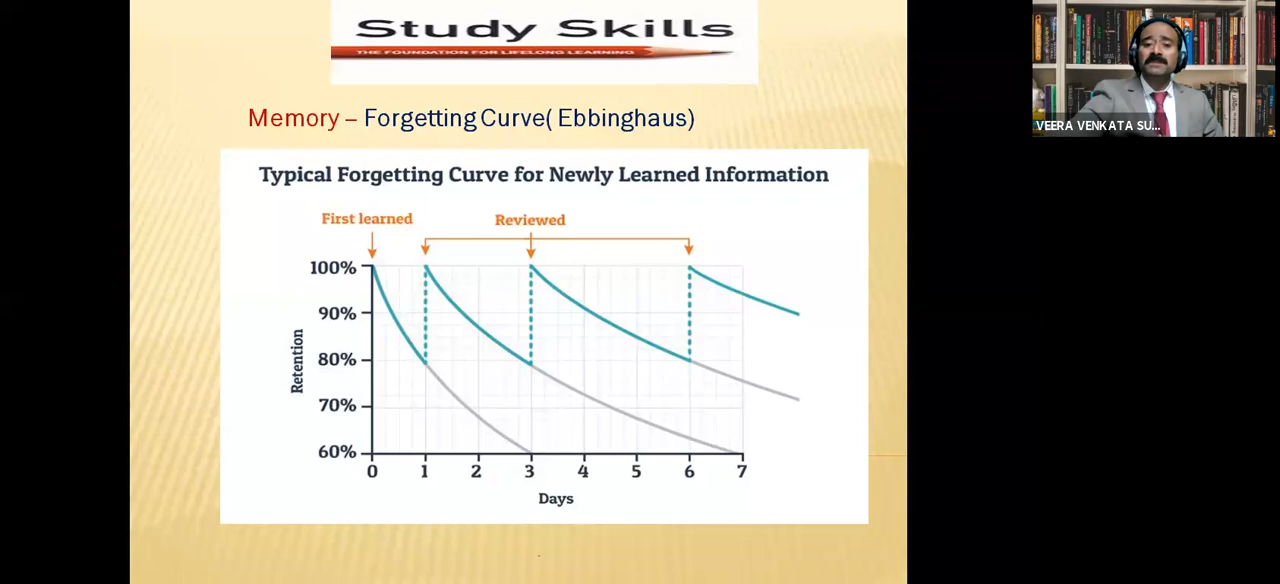 Study Skills
THE FOUNDATION FOR LIFELONG LEARNING
Memory – Forgetting Curve( Ebbinghaus)
Typical Forgetting Curve for Newly Learned Information
First learned
Reviewed
100%
90%
80%
70%
60%
Retention
0 1 2 3 4 5 6 7
Days
VEERA VENKATA SU...